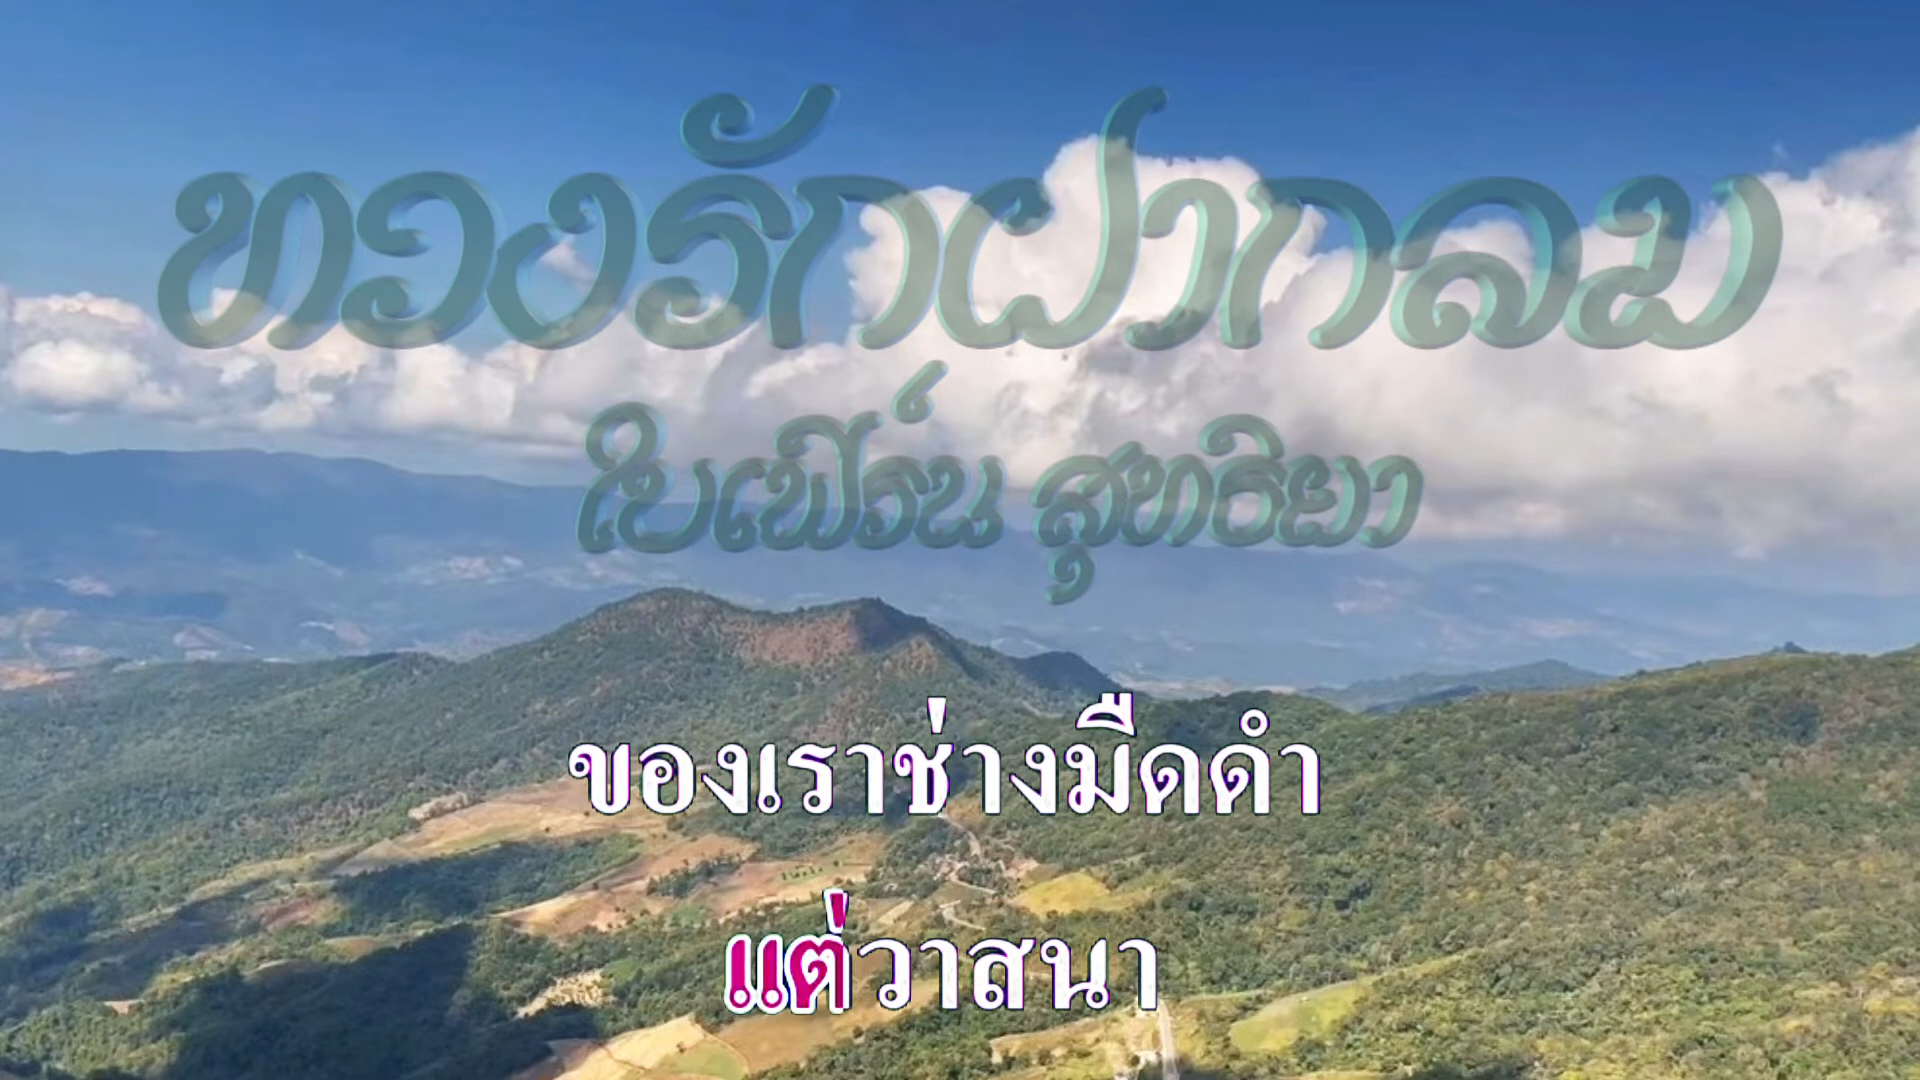 ทวงรักฝากลม
ใบเฟิร์น สุทธิยา
ของเราช่างมืดดำ
แต่วาสนา